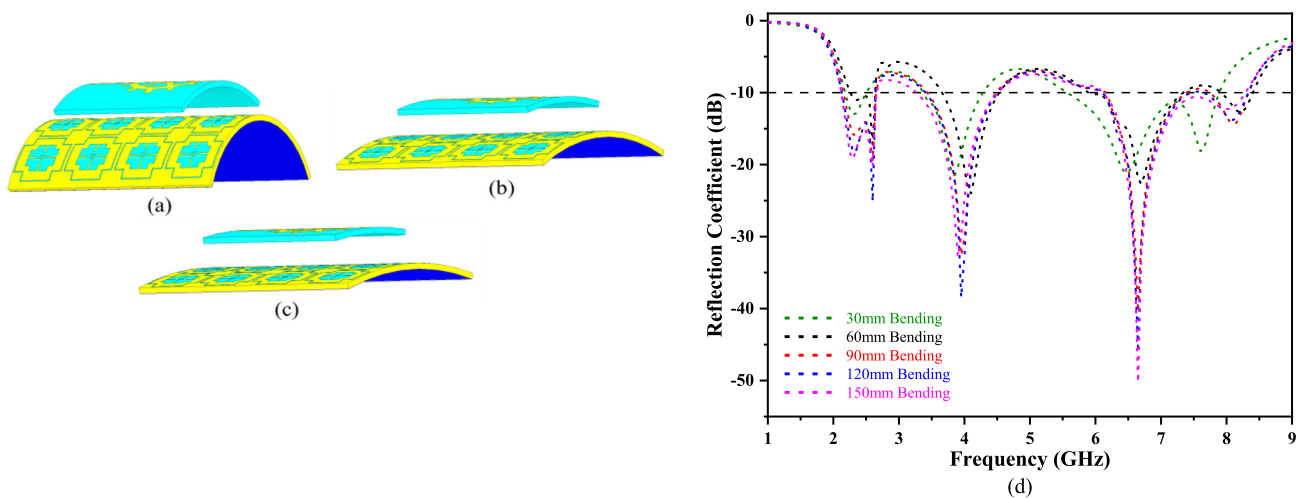 (a)
(b)
(c)
0
-10
-20
-30
-40
-50
Reflection Coefficient (dB)
30mm Bending
60mm Bending
90mm Bending
120mm Bending
150mm Bending
1 2 3 4 5 6 7 8 9
Frequency (GHz)
(d)